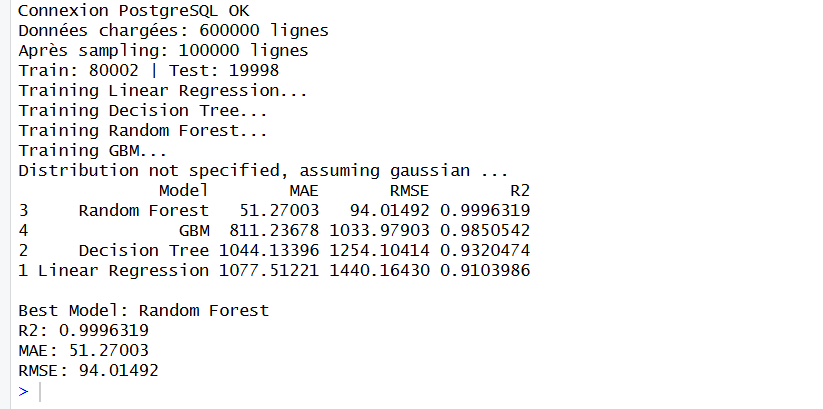 Connexion PostgreSQL OK
Données chargées: 600000 lignes
Après sampling: 100000 lignes
Train: 80002 | Test: 19998
Training Linear Regression...
Training Decision Tree...
Training Random Forest...
Training GBM...
Distribution not specified, assuming gaussian ...
              Model        MAE       RMSE        R2
3     Random Forest   51.27003   94.01492 0.9996319
4               GBM  811.23678 1033.97903 0.9850542
2     Decision Tree 1044.13396 1254.10414 0.9320474
1 Linear Regression 1077.51221 1440.16430 0.9103986
Best Model: Random Forest
R2: 0.9996319
MAE: 51.27003
RMSE: 94.01492
>